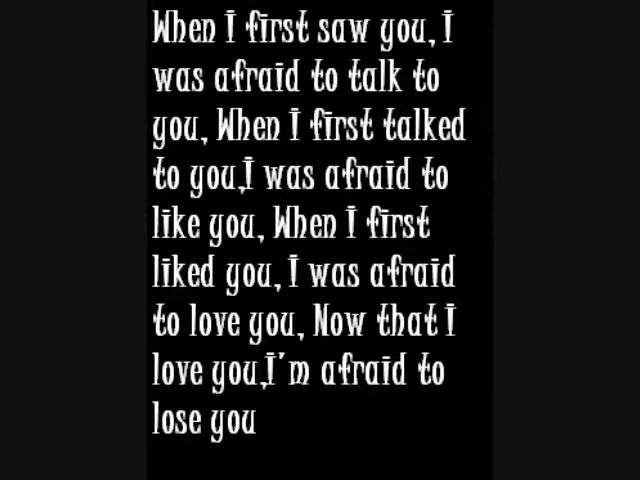 When I first saw you, I
was afraid to talk to
you, When I first talked
to you,I was afraid to
like you, When I first
liked you, I was afraid
to love you, Now that I
love you,I'm afraid to
lose you